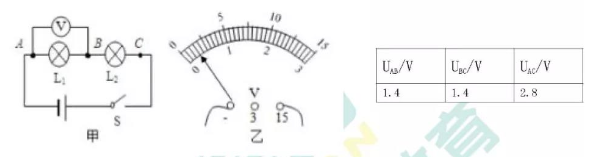 V
A B C
L₁ L₂
S
甲
0 5 10 15
0 1 2 3
V
- 3 15
乙
U_AB/V U_BC/V U_AC/V
1.4 1.4 2.8
育